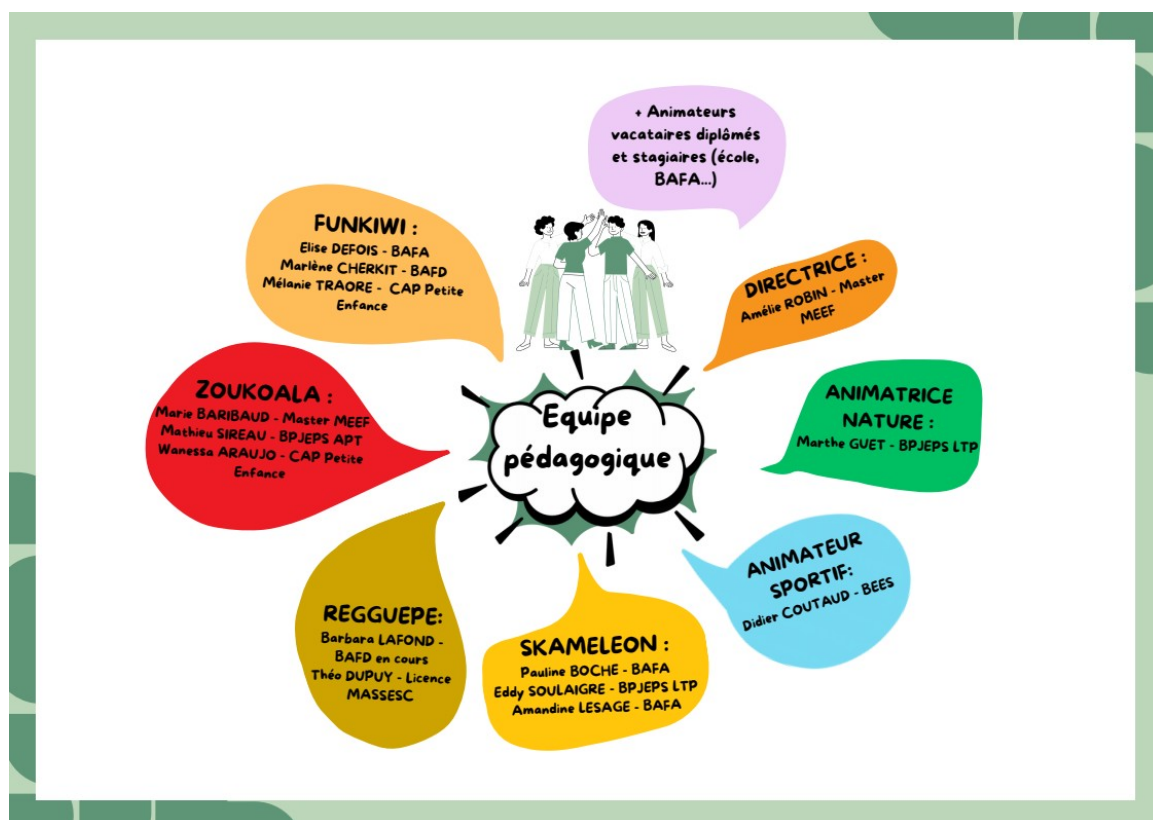 + Animateurs
vacataires diplômés
et stagiaires (école,
BAFA...)
FUNKIWI :
Elise DEFOIS - BAFA
Marlène CHERKIT - BAFD
Mélanie TRAORE - CAP Petite
Enfance
DIRECTRICE :
Amélie ROBIN - Master
MEEF
ZOUKOALA :
Marie BARIBAUD - Master MEEF
Mathieu SIREAU - BPJEPS APT
Wanessa ARAUJO - CAP Petite
Enfance
Equipe
pédagogique
ANIMATRICE
NATURE :
Marthe GUET - BPJEPS LTP
REGGUEPE:
Barbara LAFOND -
BAFD en cours
Théo DUPUY - Licence
MASSESC
SKAMELEON :
Pauline BOCHE - BAFA
Eddy SOULAIGRE - BPJEPS LTP
Amandine LESAGE - BAFA
ANIMATEUR
SPORTIF:
Didier COUTAUD - BEES